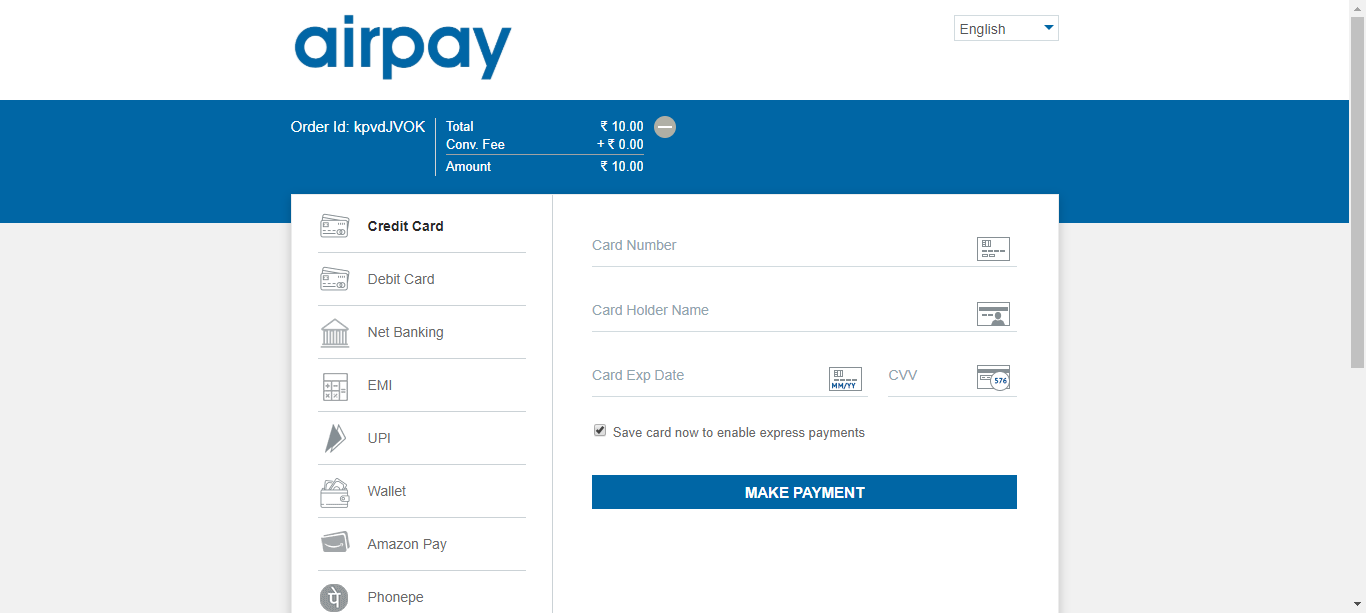 airpay
English
Order Id: kpvdJVOK
Total ₹ 10.00
Conv. Fee + ₹ 0.00
Amount ₹ 10.00
Credit Card
Debit Card
Net Banking
EMI
UPI
Wallet
Amazon Pay
Phonepe
Card Number
Card Holder Name
Card Exp Date
MM/YY
CVV
576
Save card now to enable express payments
MAKE PAYMENT